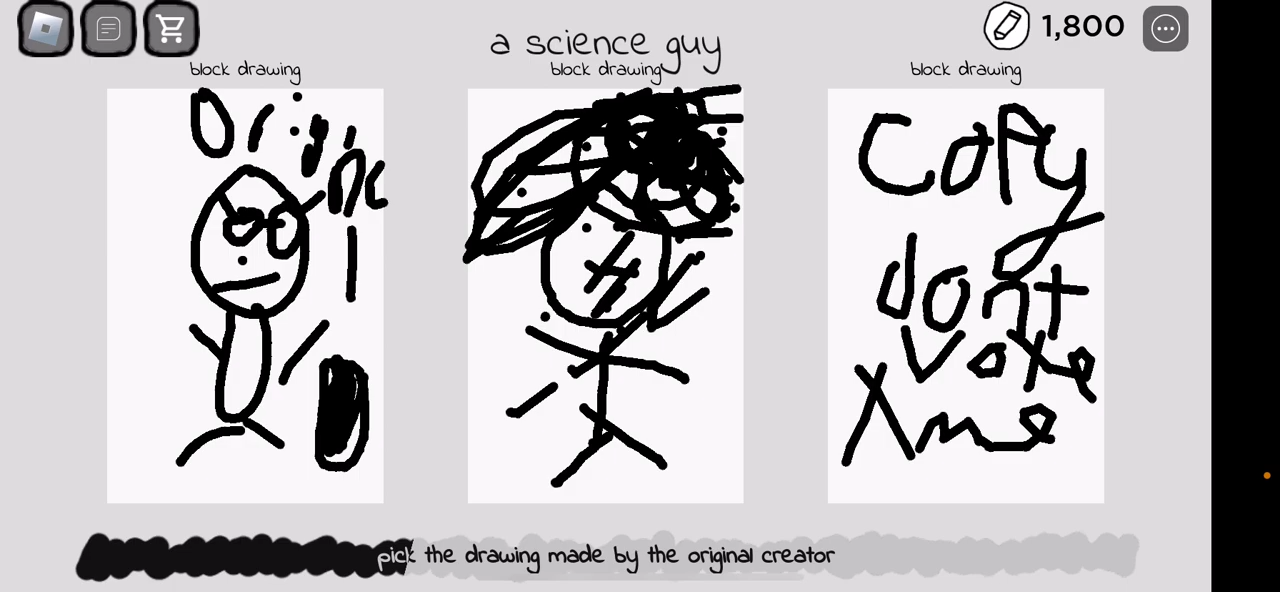 1,800
a science guy
block drawing
block drawing
block drawing
Copy
dont
vote
me
pick the drawing made by the original creator